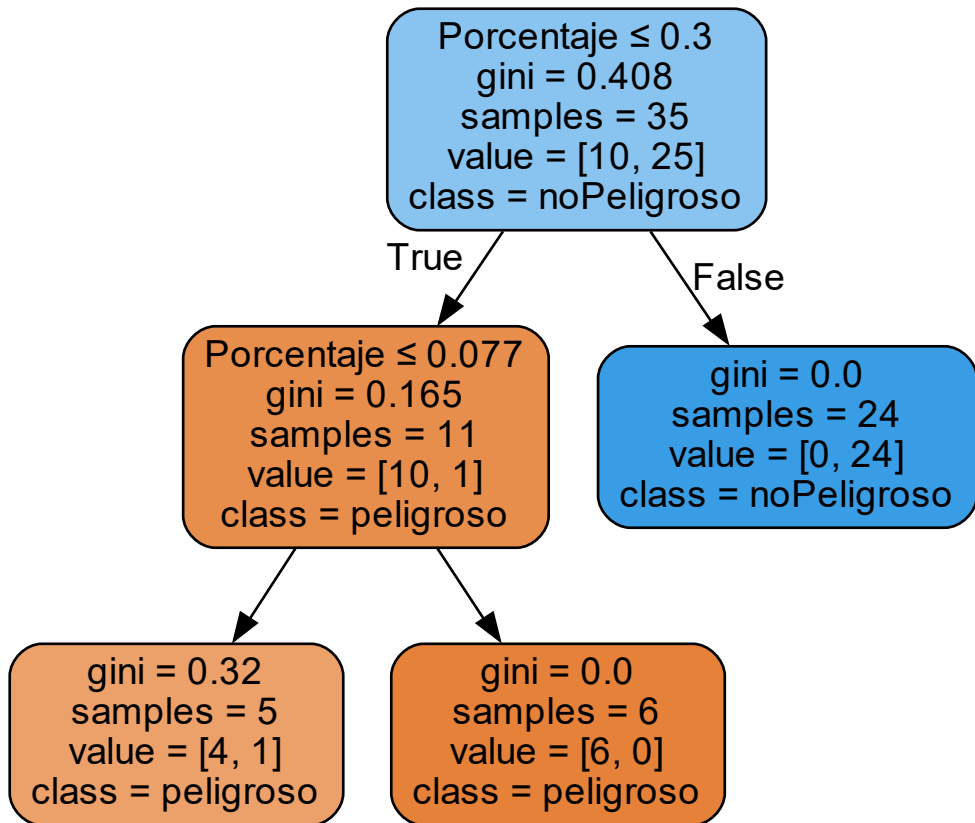 Porcentaje ≤ 0.3
gini = 0.408
samples = 35
value = [10, 25]
class = noPeligroso
True
False
Porcentaje ≤ 0.077
gini = 0.165
samples = 11
value = [10, 1]
class = peligroso
gini = 0.0
samples = 24
value = [0, 24]
class = noPeligroso
gini = 0.32
samples = 5
value = [4, 1]
class = peligroso
gini = 0.0
samples = 6
value = [6, 0]
class = peligroso